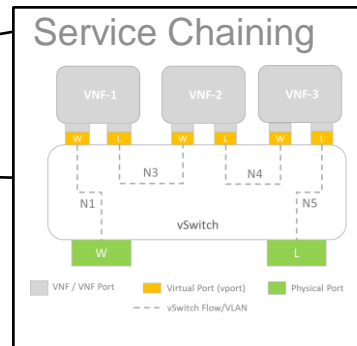 Service Chaining
VNF-1 VNF-2 VNF-3
W L W L W L
N3 N4
N1 N5
vSwitch
W L
VNF / VNF Port Virtual Port (vport) Physical Port
vSwitch Flow/VLAN